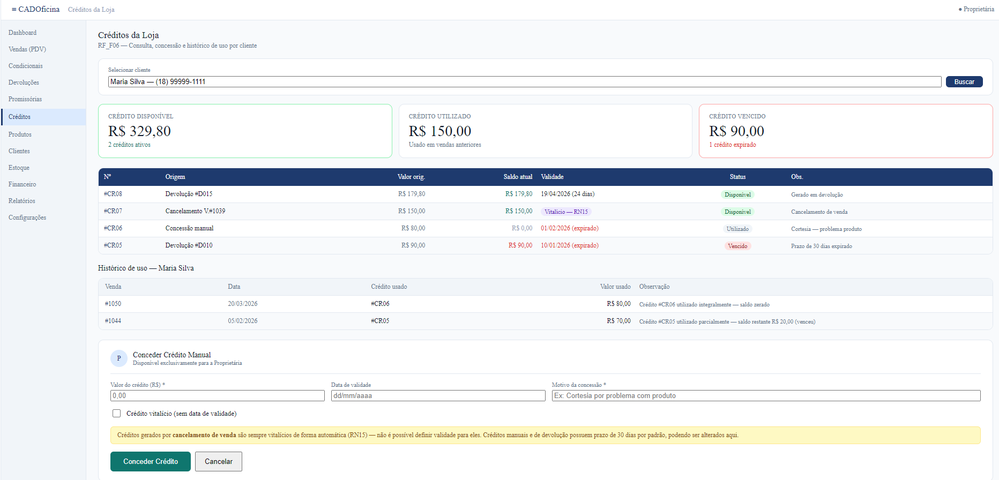 ≡ CADOficina Créditos da Loja ● Proprietária
Dashboard
Vendas (PDV)
Condicionais
Devoluções
Promissórias
Créditos
Produtos
Clientes
Estoque
Financeiro
Relatórios
Configurações
Créditos da Loja
RF_F06 — Consulta, concessão e histórico de uso por cliente
Selecionar cliente
Maria Silva — (18) 99999-1111 Buscar
CRÉDITO DISPONÍVEL
R$ 329,80
2 créditos ativos
CRÉDITO UTILIZADO
R$ 150,00
Usado em vendas anteriores
CRÉDITO VENCIDO
R$ 90,00
1 crédito expirado
Nº Origem Valor orig. Saldo atual Validade Status Obs.
#CR08 Devolução #D015 R$ 179,80 R$ 179,80 19/04/2026 (24 dias) Disponível Gerado em devolução
#CR07 Cancelamento V.#1039 R$ 150,00 R$ 150,00 Vitalício — RN15 Disponível Cancelamento de venda
#CR06 Concessão manual R$ 80,00 R$ 0,00 01/02/2026 (expirado) Utilizado Cortesia — problema produto
#CR05 Devolução #D010 R$ 90,00 R$ 90,00 10/01/2026 (expirado) Vencido Prazo de 30 dias expirado
Histórico de uso — Maria Silva
Venda Data Crédito usado Valor usado Observação
#1050 20/03/2026 #CR06 R$ 80,00 Crédito #CR06 utilizado integralmente — saldo zerado
#1044 05/02/2026 #CR05 R$ 70,00 Crédito #CR05 utilizado parcialmente — saldo restante R$ 20,00 (venceu)
P
Conceder Crédito Manual
Disponível exclusivamente para a Proprietária
Valor do crédito (R$) * Data de validade Motivo da concessão *
0,00 dd/mm/aaaa Ex: Cortesia por problema com produto
Crédito vitalício (sem data de validade)
Créditos gerados por cancelamento de venda são sempre vitalícios de forma automática (RN15) — não é possível definir validade para eles. Créditos manuais e de devolução possuem prazo de 30 dias por padrão, podendo ser alterados aqui.
Conceder Crédito Cancelar